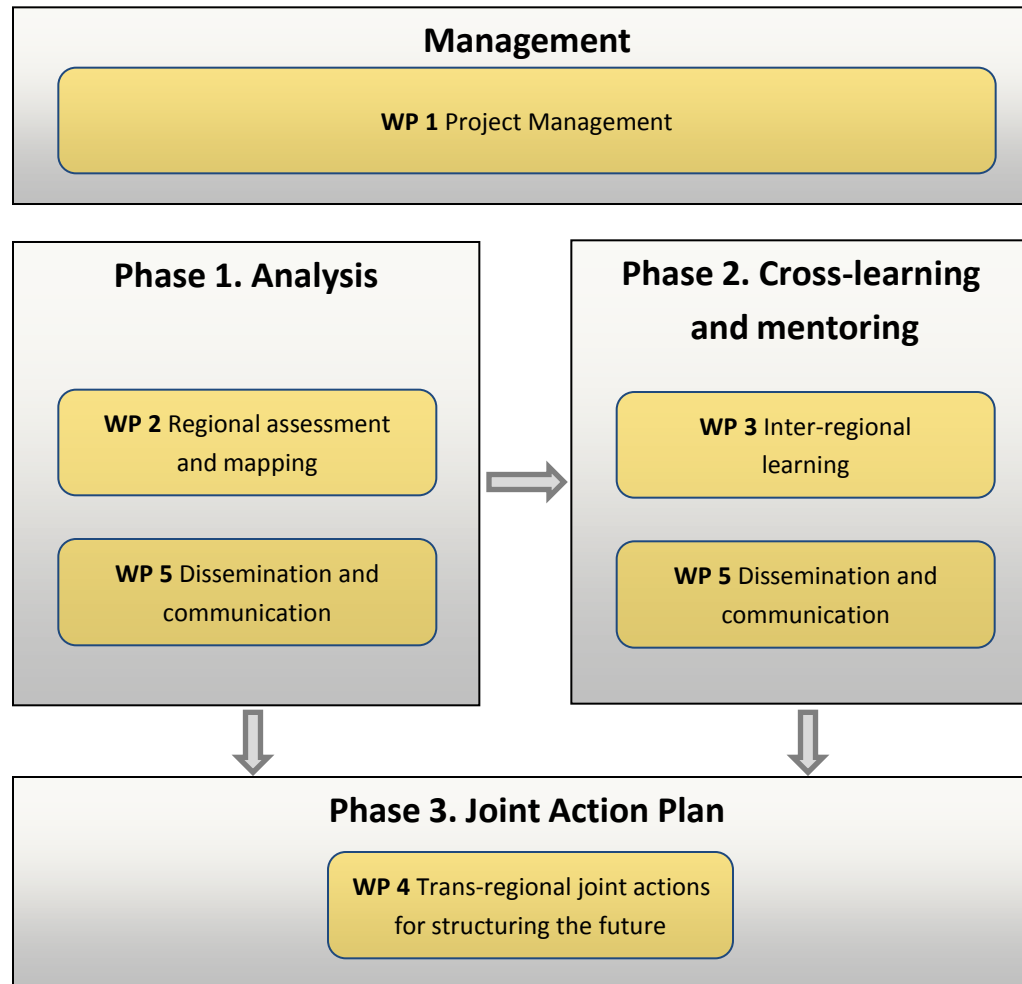 Management
WP 1 Project Management
Phase 1. Analysis
WP 2 Regional assessment
and mapping
WP 5 Dissemination and
communication
Phase 2. Cross-learning
and mentoring
WP 3 Inter-regional
learning
WP 5 Dissemination and
communication
Phase 3. Joint Action Plan
WP 4 Trans-regional joint actions
for structuring the future